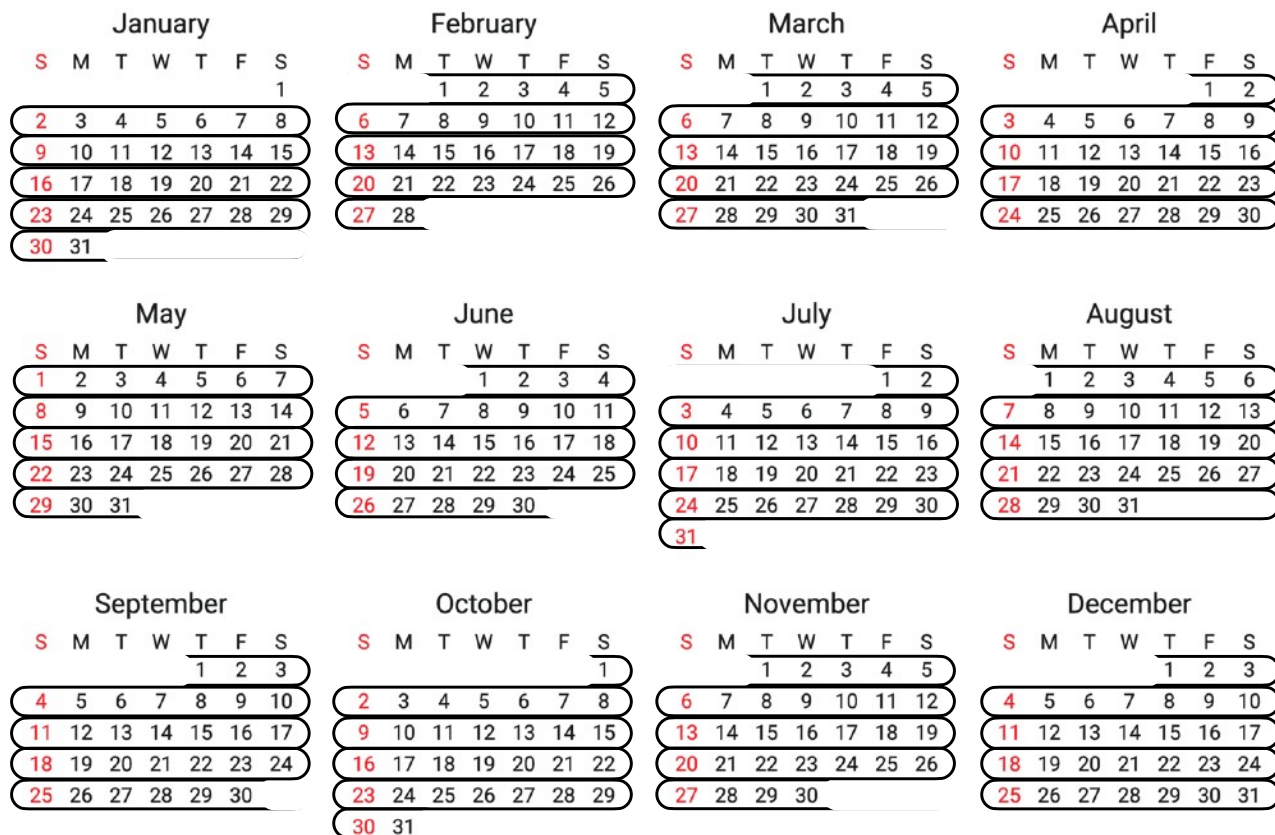 January
S M T W T F S
1
2 3 4 5 6 7 8
9 10 11 12 13 14 15
16 17 18 19 20 21 22
23 24 25 26 27 28 29
30 31
February
S M T W T F S
1 2 3 4 5
6 7 8 9 10 11 12
13 14 15 16 17 18 19
20 21 22 23 24 25 26
27 28
March
S M T W T F S
1 2 3 4 5
6 7 8 9 10 11 12
13 14 15 16 17 18 19
20 21 22 23 24 25 26
27 28 29 30 31
April
S M T W T F S
1 2
3 4 5 6 7 8 9
10 11 12 13 14 15 16
17 18 19 20 21 22 23
24 25 26 27 28 29 30
May
S M T W T F S
1 2 3 4 5 6 7
8 9 10 11 12 13 14
15 16 17 18 19 20 21
22 23 24 25 26 27 28
29 30 31
June
S M T W T F S
1 2 3 4
5 6 7 8 9 10 11
12 13 14 15 16 17 18
19 20 21 22 23 24 25
26 27 28 29 30
July
S M T W T F S
1 2
3 4 5 6 7 8 9
10 11 12 13 14 15 16
17 18 19 20 21 22 23
24 25 26 27 28 29 30
31
August
S M T W T F S
1 2 3 4 5 6
7 8 9 10 11 12 13
14 15 16 17 18 19 20
21 22 23 24 25 26 27
28 29 30 31
September
S M T W T F S
1 2 3
4 5 6 7 8 9 10
11 12 13 14 15 16 17
18 19 20 21 22 23 24
25 26 27 28 29 30
October
S M T W T F S
1
2 3 4 5 6 7 8
9 10 11 12 13 14 15
16 17 18 19 20 21 22
23 24 25 26 27 28 29
30 31
November
S M T W T F S
1 2 3 4 5
6 7 8 9 10 11 12
13 14 15 16 17 18 19
20 21 22 23 24 25 26
27 28 29 30
December
S M T W T F S
1 2 3
4 5 6 7 8 9 10
11 12 13 14 15 16 17
18 19 20 21 22 23 24
25 26 27 28 29 30 31